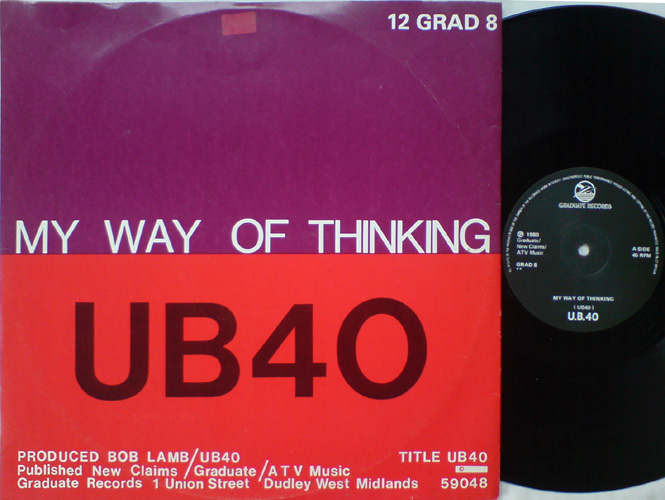 12 GRAD 8
MY WAY OF THINKING
UB40
PRODUCED BOB LAMB/UB40 TITLE UB40
Published New Claims/Graduate/ATV Music C
Graduate Records 1 Union Street Dudley West Midlands 59048
GRADUATE RECORDS
℗ 1980
Graduate/
New Claims/
ATV Music
A SIDE
45 RPM
GRAD 8
MY WAY OF THINKING
( UB40 )
U.B.40